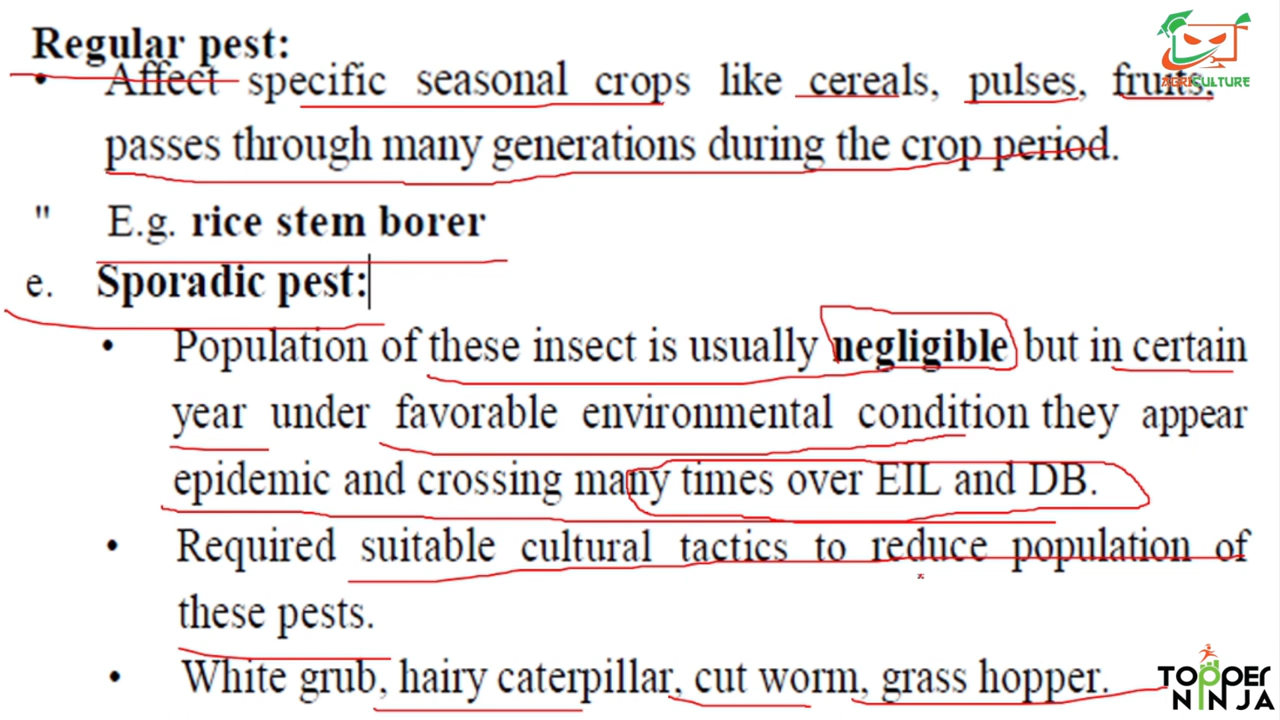 Regular pest:
• Affect specific seasonal crops like cereals, pulses, fruits,
passes through many generations during the crop period.
" E.g. rice stem borer
e. Sporadic pest:
• Population of these insect is usually negligible but in certain
year under favorable environmental condition they appear
epidemic and crossing many times over EIL and DB.
• Required suitable cultural tactics to reduce population of
these pests.
• White grub, hairy caterpillar, cut worm, grass hopper.
AGRICULTURE
TOPPER
NINJA